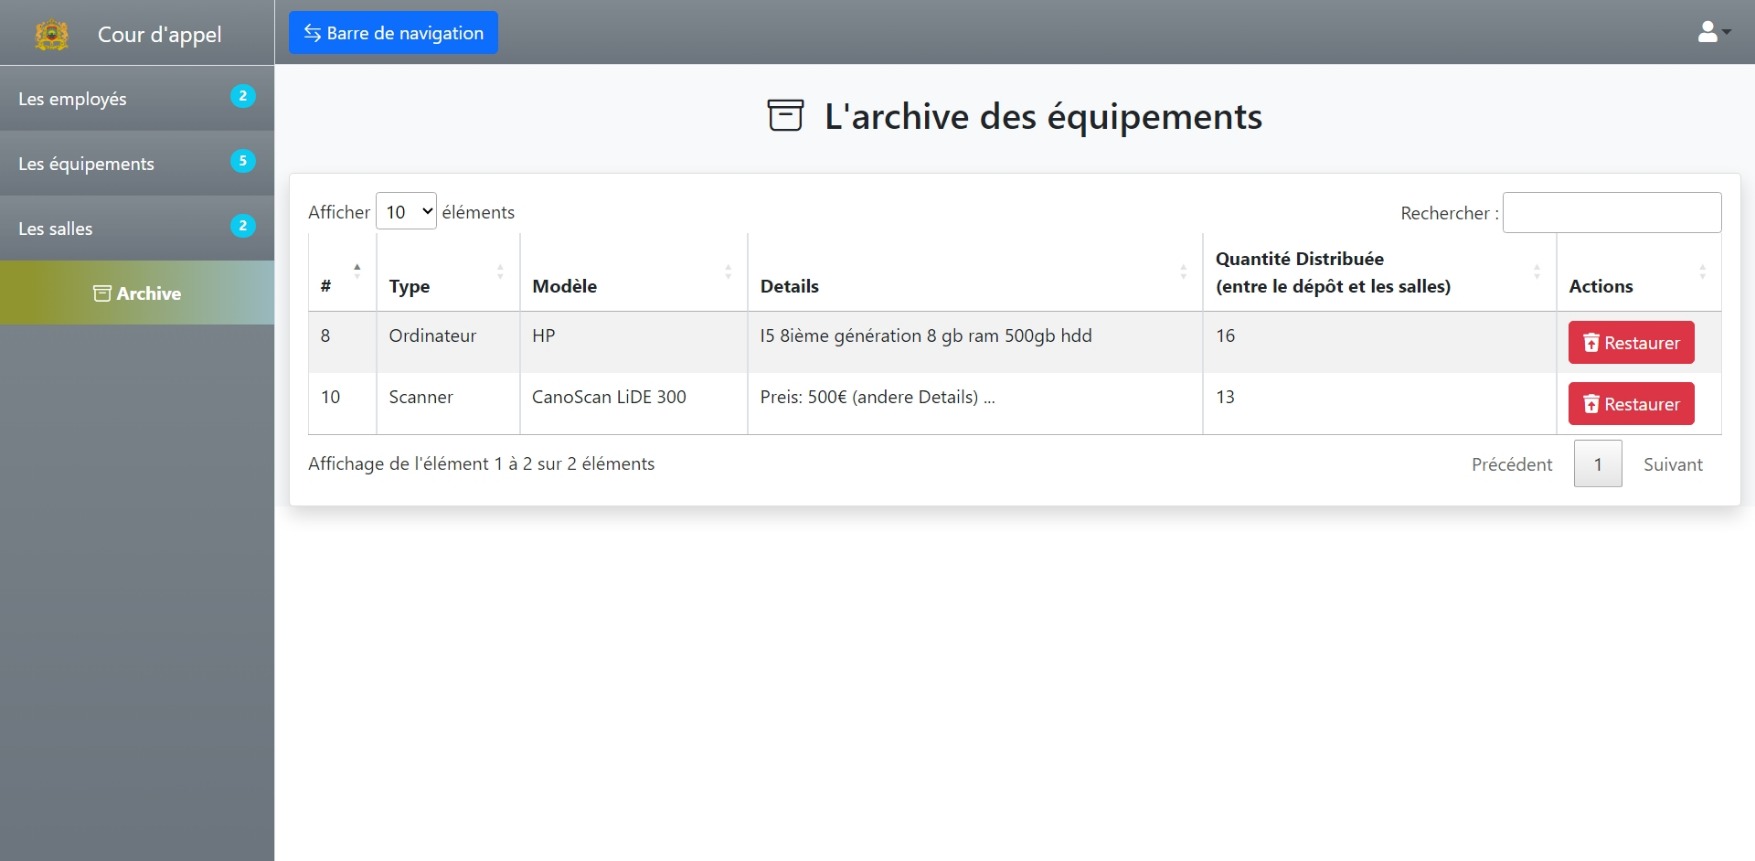 Cour d'appel
Barre de navigation
Les employés 2
Les équipements 5
Les salles 2
Archive
L'archive des équipements
Afficher 10 éléments
Rechercher :
# Type Modèle Details Quantité Distribuée (entre le dépôt et les salles) Actions
8 Ordinateur HP I5 8ième génération 8 gb ram 500gb hdd 16 Restaurer
10 Scanner CanoScan LiDE 300 Preis: 500€ (andere Details) ... 13 Restaurer
Affichage de l'élément 1 à 2 sur 2 éléments
Précédent 1 Suivant